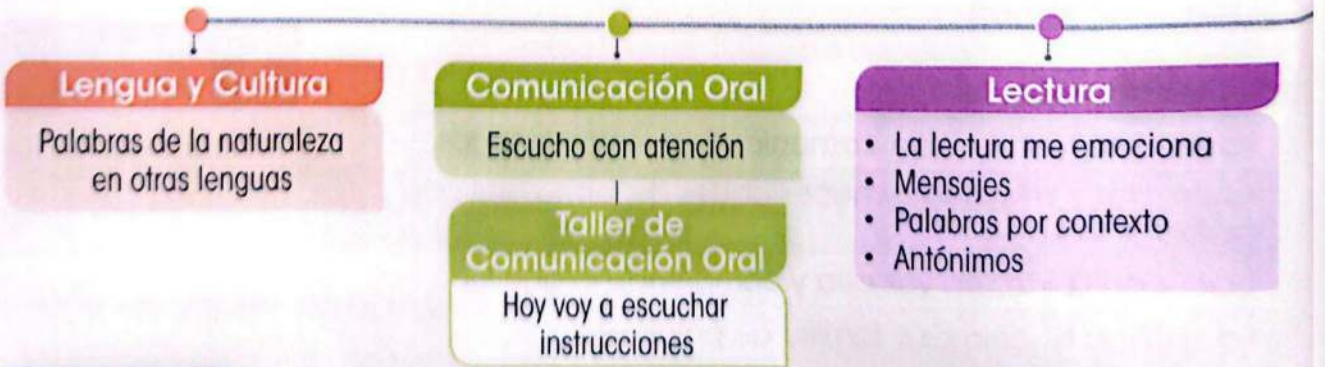 Lengua y Cultura
Palabras de la naturaleza
en otras lenguas
Comunicación Oral
Escucho con atención
Taller de
Comunicación Oral
Hoy voy a escuchar
instrucciones
Lectura
• La lectura me emociona
• Mensajes
• Palabras por contexto
• Antónimos